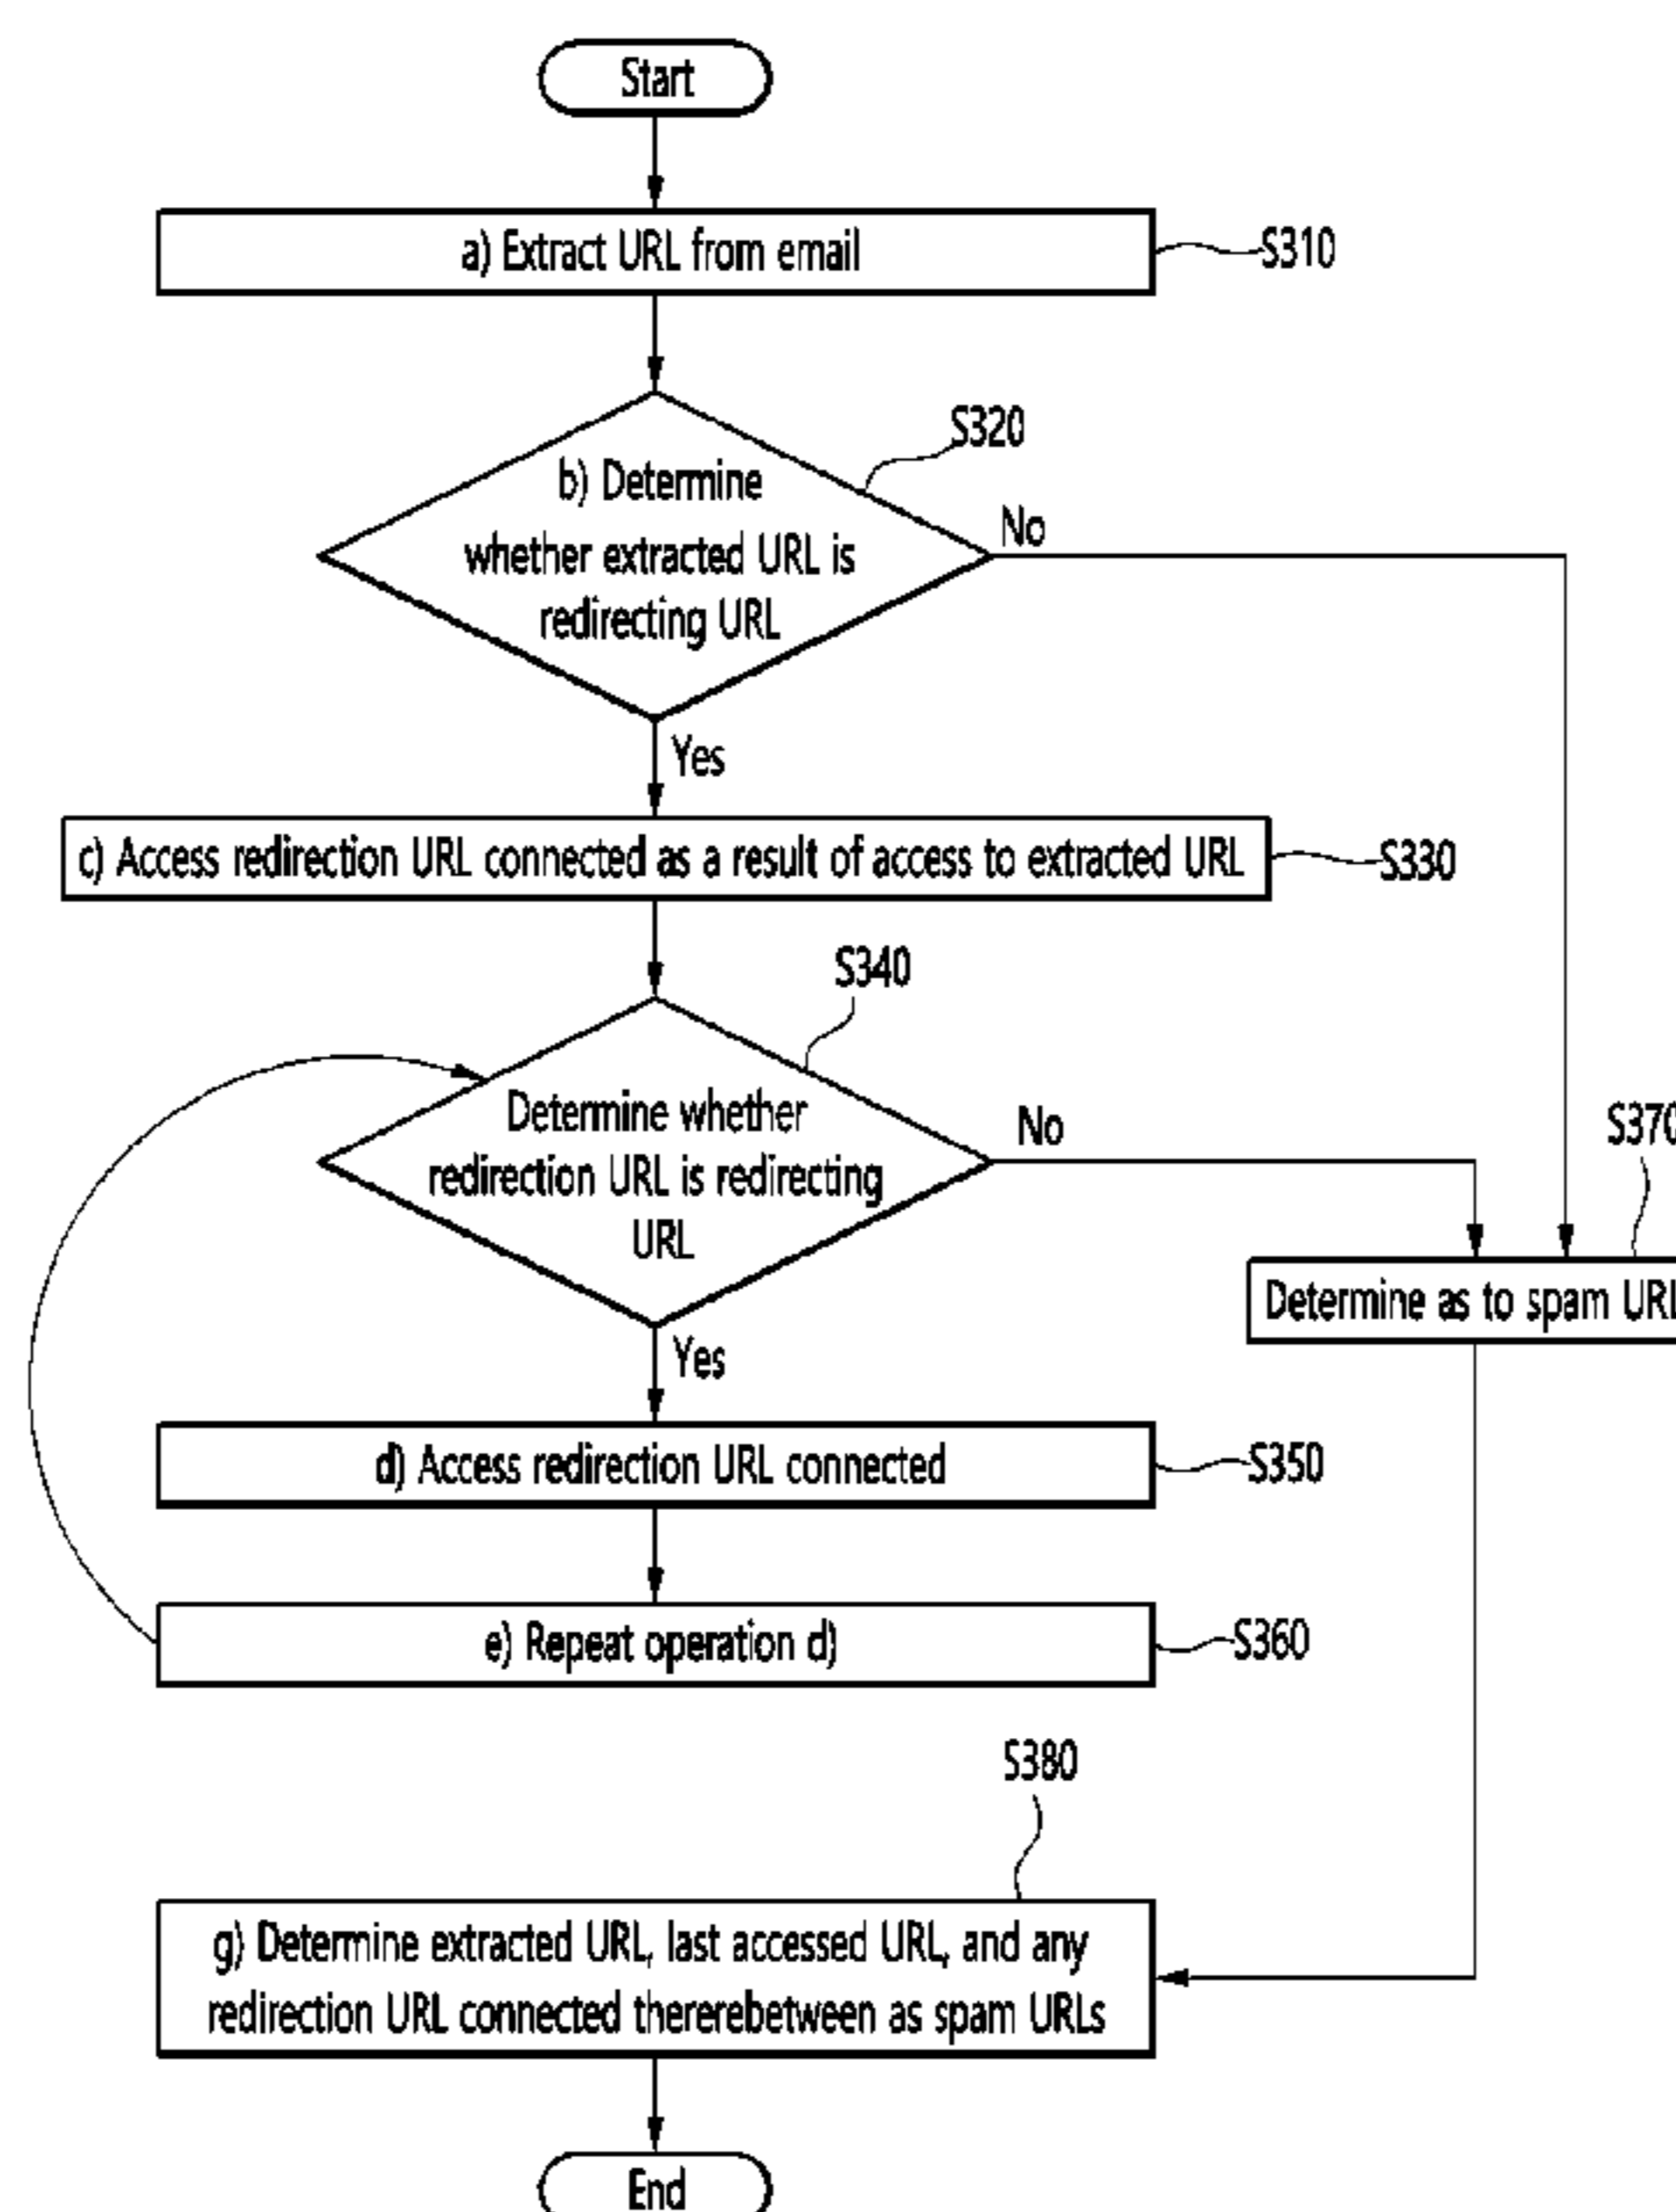 Start
a) Extract URL from email
S310
S320
b) Determine
whether extracted URL is
redirecting URL
No
Yes
c) Access redirection URL connected as a result of access to extracted URL
S330
S340
Determine whether
redirection URL is redirecting
URL
No
S370
Determine as to spam URL
Yes
d) Access redirection URL connected
S350
e) Repeat operation d)
S360
S380
g) Determine extracted URL, last accessed URL, and any
redirection URL connected thererebetween as spam URLs
End